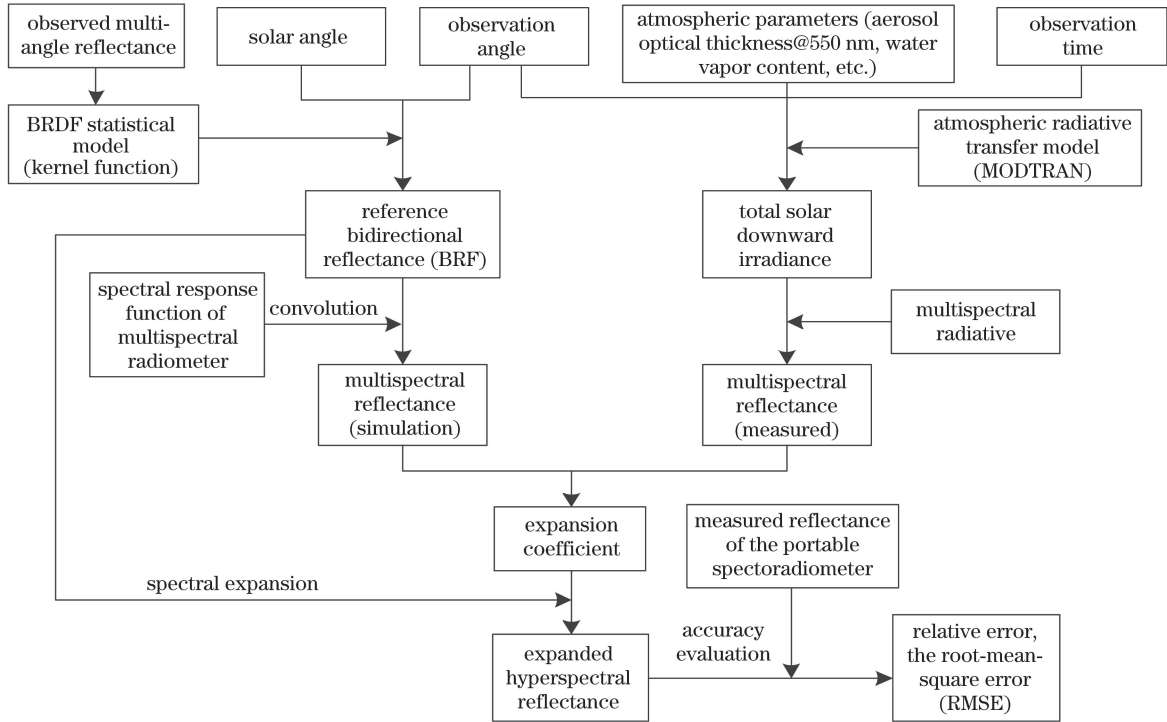 observed multi-
angle reflectance
solar angle
observation
angle
atmospheric parameters (aerosol
optical thickness@550 nm, water
vapor content, etc.)
observation
time
BRDF statistical
model
(kernel function)
atmospheric radiative
transfer model
(MODTRAN)
reference
bidirectional
reflectance (BRF)
total solar
downward
irradiance
spectral response
function of
multispectral
radiometer
convolution
multispectral
radiative
multispectral
reflectance
(simulation)
multispectral
reflectance
(measured)
expansion
coefficient
measured reflectance
of the portable
spectoradiometer
spectral expansion
expanded
hyperspectral
reflectance
accuracy
evaluation
relative error,
the root-mean-
square error
(RMSE)